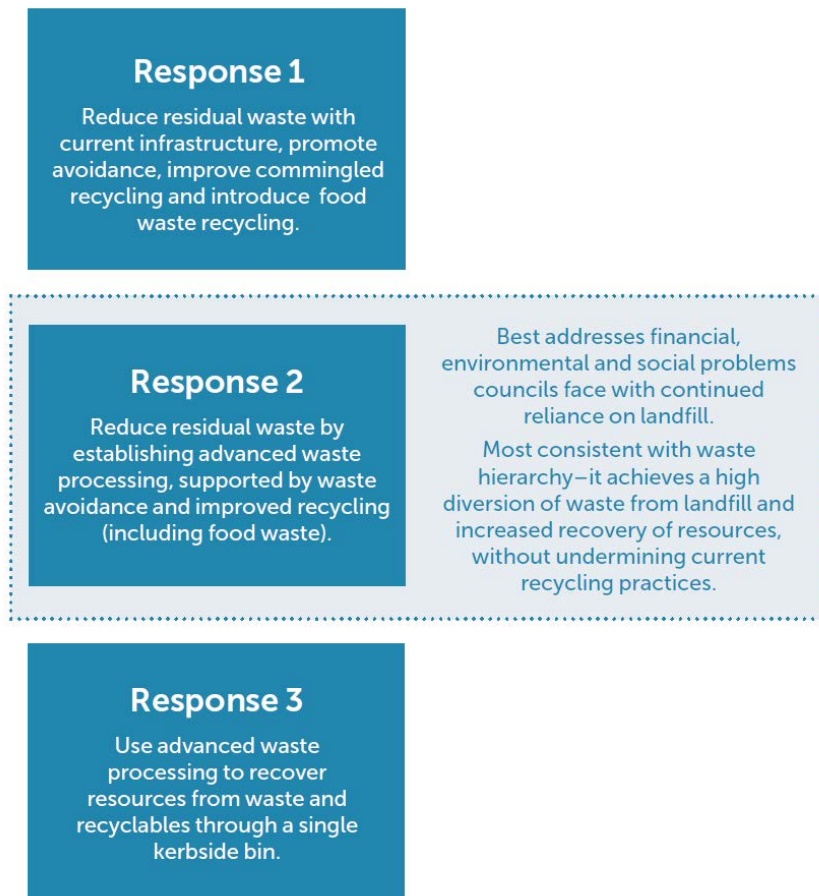 Response 1
Reduce residual waste with
current infrastructure, promote
avoidance, improve commingled
recycling and introduce food
waste recycling.
Response 2
Reduce residual waste by
establishing advanced waste
processing, supported by waste
avoidance and improved recycling
(including food waste).
Best addresses financial,
environmental and social problems
councils face with continued
reliance on landfill.
Most consistent with waste
hierarchy–it achieves a high
diversion of waste from landfill and
increased recovery of resources,
without undermining current
recycling practices.
Response 3
Use advanced waste
processing to recover
resources from waste and
recyclables through a single
kerbside bin.